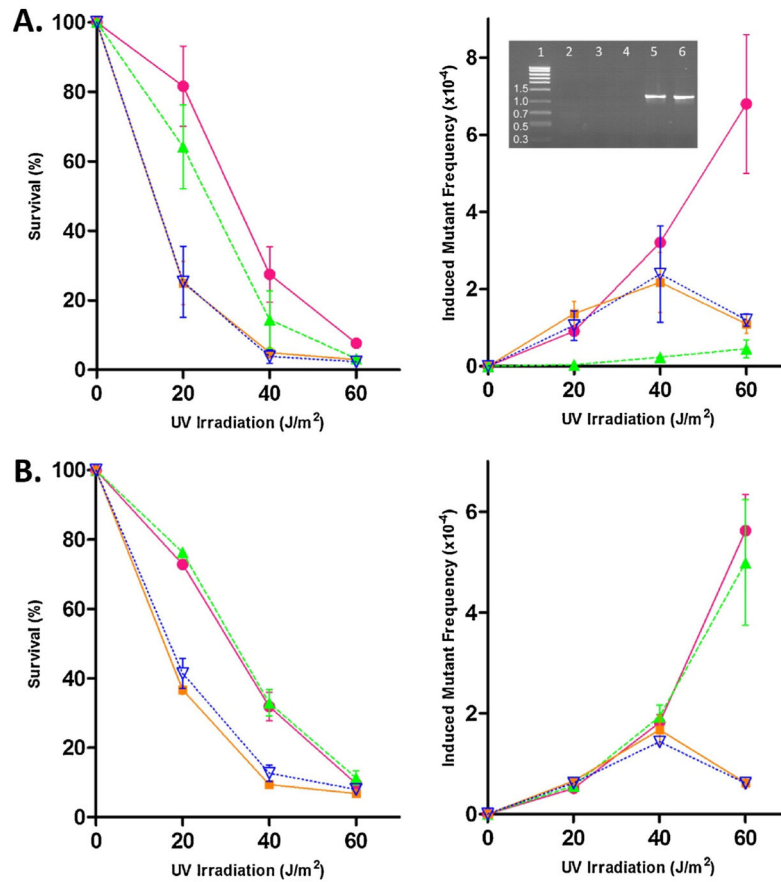 A.
100
80
60
40
20
0
Survival (%)
0 20 40 60
UV Irradiation (J/m²)
8
6
4
2
0
Induced Mutant Frequency (x10⁻⁴)
1 2 3 4 5 6
1.5
1.0
0.7
0.5
0.3
0 20 40 60
UV Irradiation (J/m²)
B.
100
80
60
40
20
0
Survival (%)
0 20 40 60
UV Irradiation (J/m²)
6
4
2
0
Induced Mutant Frequency (x10⁻⁴)
0 20 40 60
UV Irradiation (J/m²)